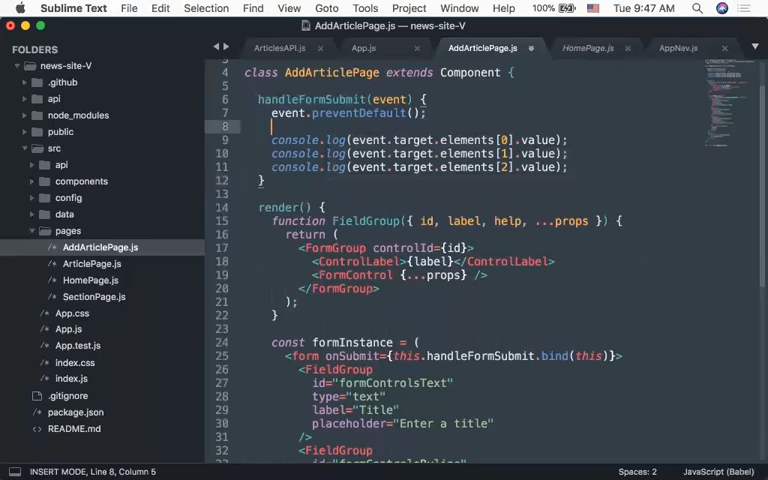 Sublime Text File Edit Selection Find View Goto Tools Project Window Help 100% Tue 9:47 AM
AddArticlePage.js — news-site-V
FOLDERS
ArticlesAPI.js × App.js × AddArticlePage.js HomePage.js × AppNav.js ×
news-site-V
.github
api
node_modules
public
src
api
components
config
data
pages
AddArticlePage.js
ArticlePage.js
HomePage.js
SectionPage.js
App.css
App.js
App.test.js
index.css
index.js
.gitignore
package.json
README.md
4 class AddArticlePage extends Component {
5
6 handleFormSubmit(event) {
7 event.preventDefault();
8
9 console.log(event.target.elements[0].value);
10 console.log(event.target.elements[1].value);
11 console.log(event.target.elements[2].value);
12 }
13
14 render() {
15 function FieldGroup({ id, label, help, ...props }) {
16 return (
17 <FormGroup controlId={id}>
18 <ControlLabel>{label}</ControlLabel>
19 <FormControl {...props} />
20 </FormGroup>
21 );
22 }
23
24 const formInstance = (
25 <form onSubmit={this.handleFormSubmit.bind(this)}>
26 <FieldGroup
27 id="formControlsText"
28 type="text"
29 label="Title"
30 placeholder="Enter a title"
31 />
32 <FieldGroup
INSERT MODE, Line 8, Column 5 Spaces: 2 JavaScript (Babel)